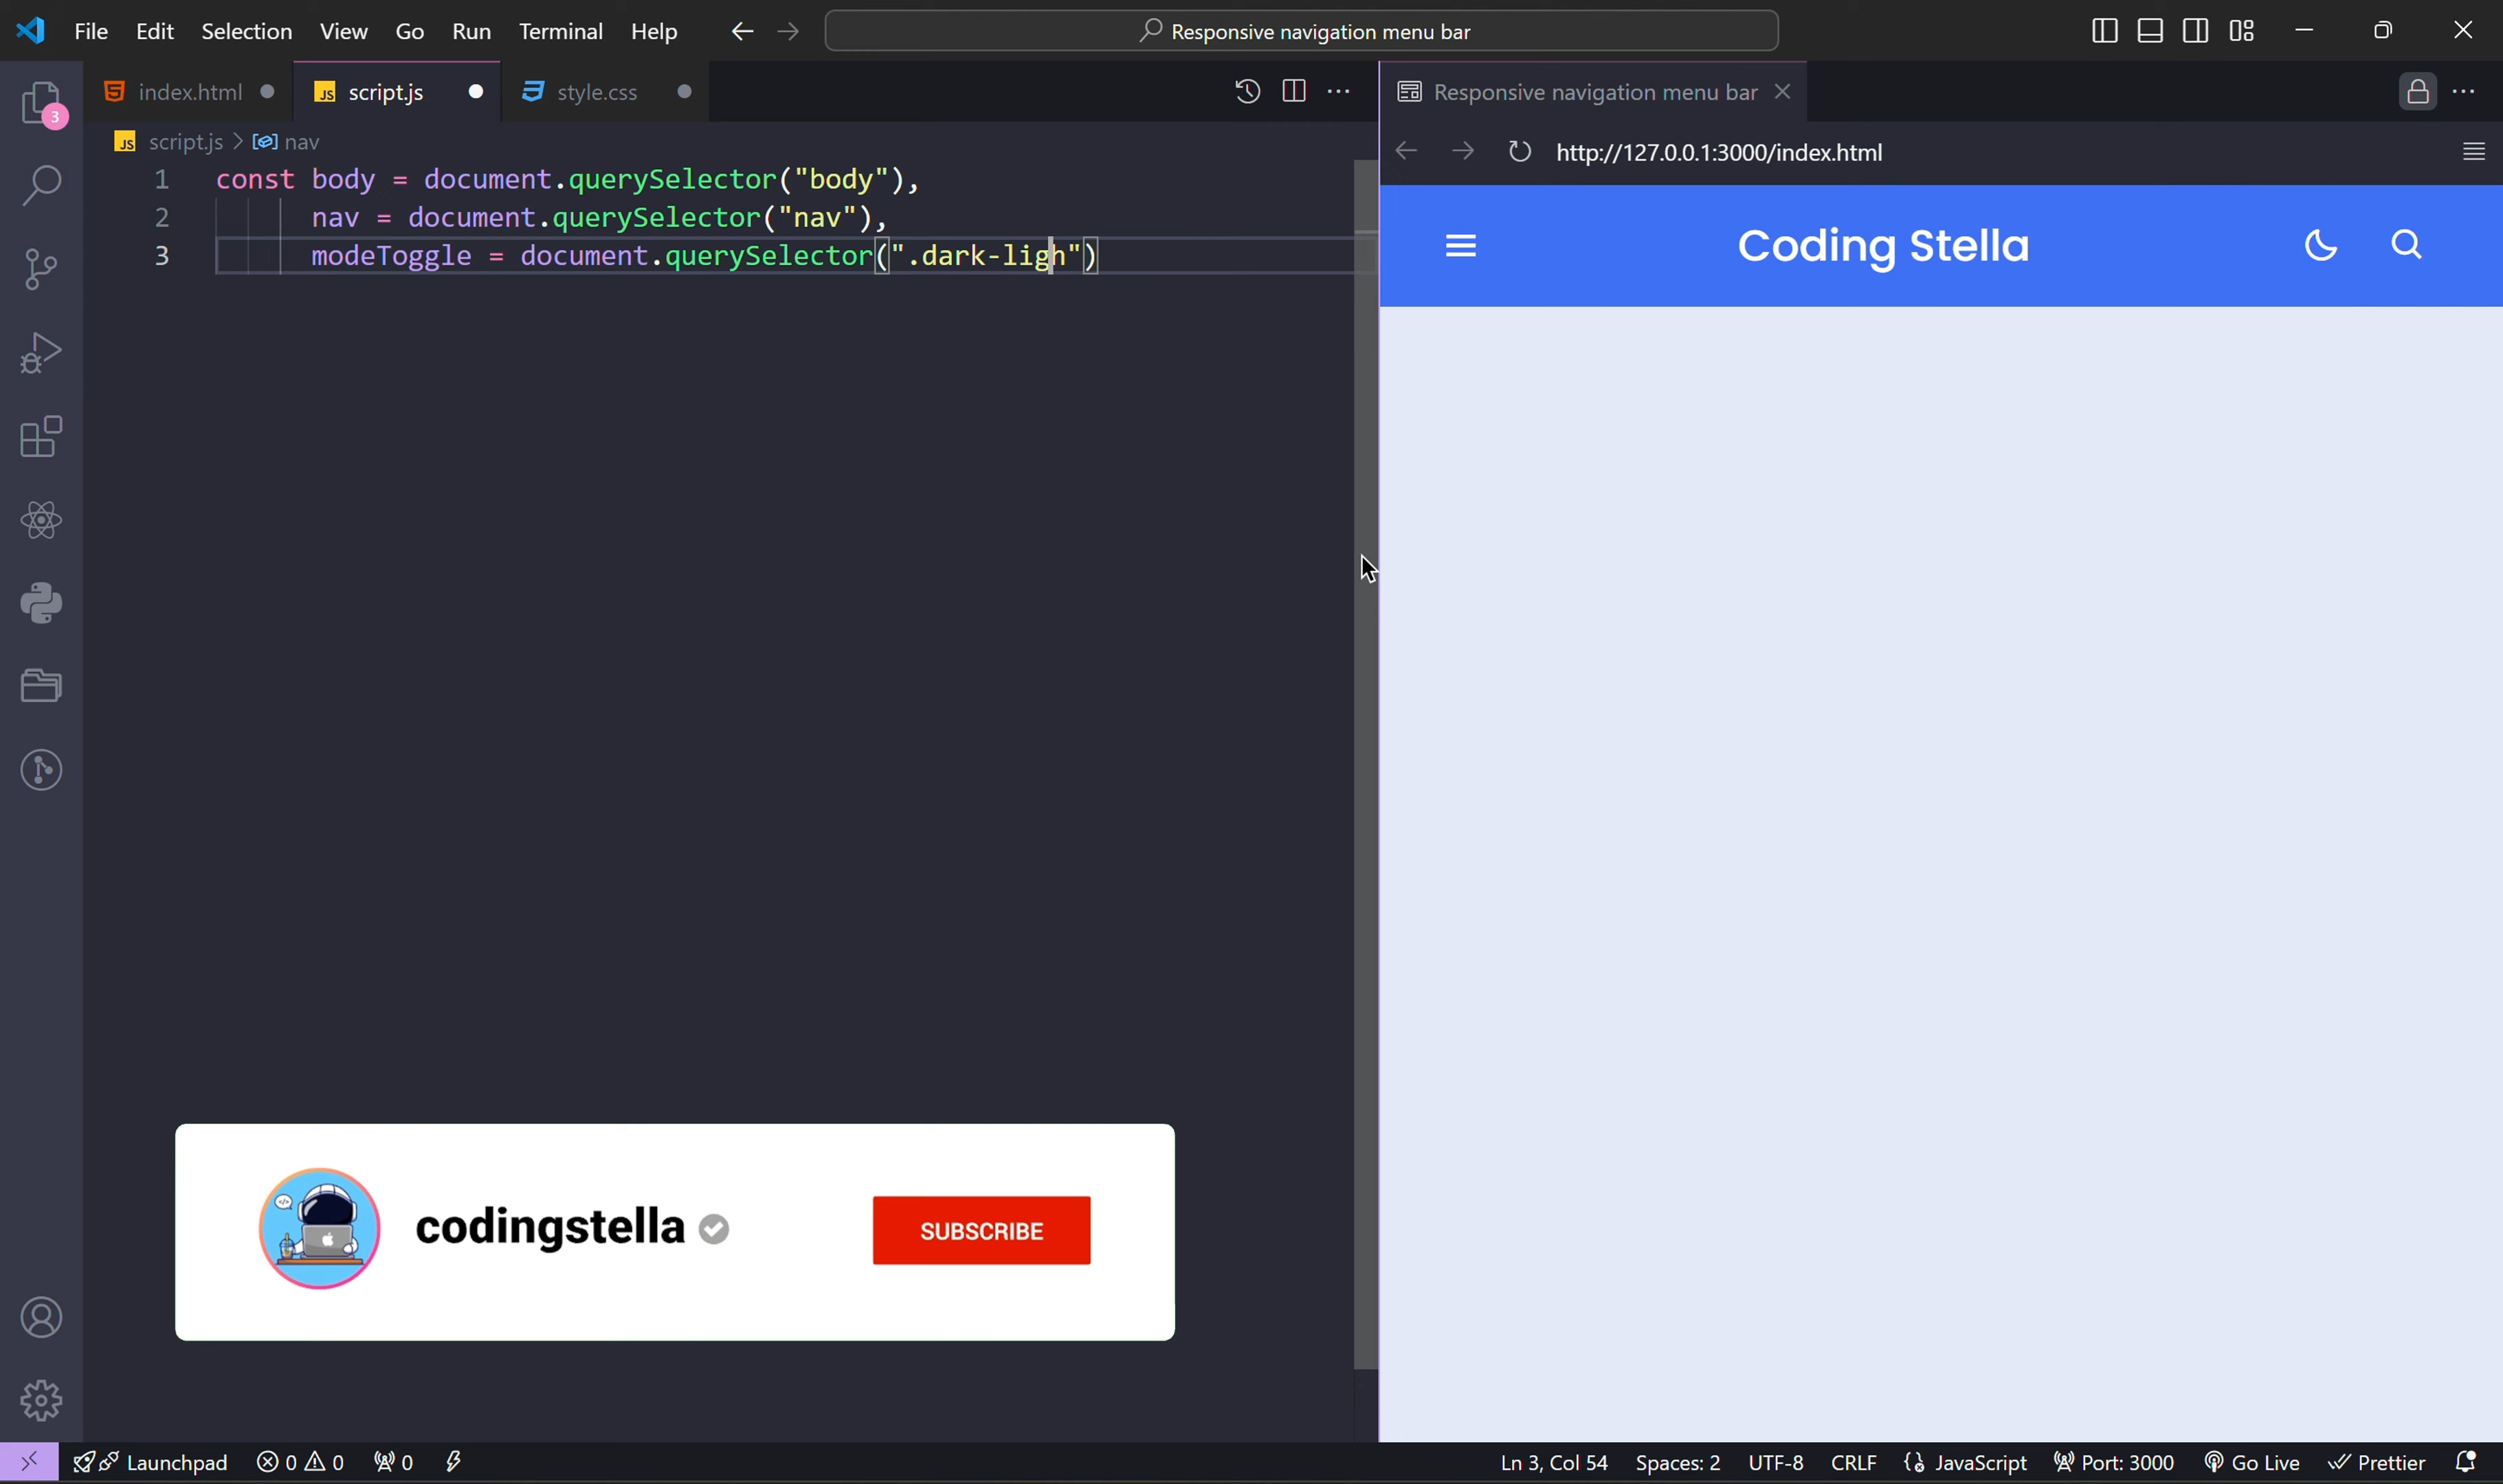 File Edit Selection View Go Run Terminal Help
Responsive navigation menu bar
3
index.html
script.js
style.css
script.js > nav
1 const body = document.querySelector("body"),
2 nav = document.querySelector("nav"),
3 modeToggle = document.querySelector(".dark-ligh")
Responsive navigation menu bar
http://127.0.0.1:3000/index.html
Coding Stella
codingstella
SUBSCRIBE
Launchpad 0 0 0
Ln 3, Col 54 Spaces: 2 UTF-8 CRLF JavaScript Port: 3000 Go Live Prettier